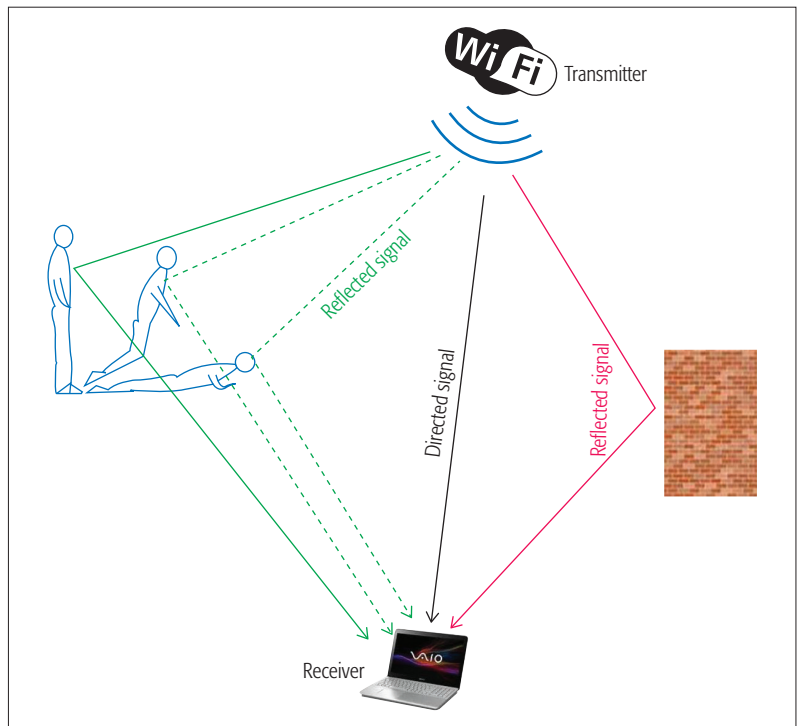 Wi Fi
Transmitter
Reflected signal
Directed signal
Reflected signal
Receiver
VAIO